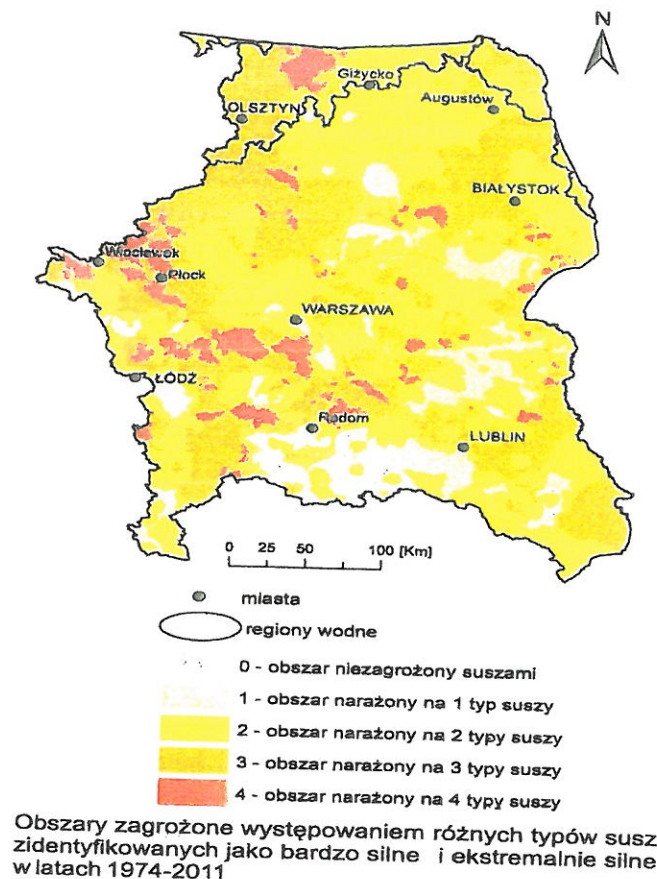 N
Giżycko
OLSZTYN
Augustów
BIAŁYSTOK
Włocławek
Płock
WARSZAWA
ŁÓDŹ
Radom
LUBLIN
0 25 50 100 [Km]
miasta
regiony wodne
0 - obszar niezagrożony suszami
1 - obszar narażony na 1 typ suszy
2 - obszar narażony na 2 typy suszy
3 - obszar narażony na 3 typy suszy
4 - obszar narażony na 4 typy suszy
Obszary zagrożone występowaniem różnych typów susz
zidentyfikowanych jako bardzo silne i ekstremalnie silne
w latach 1974-2011